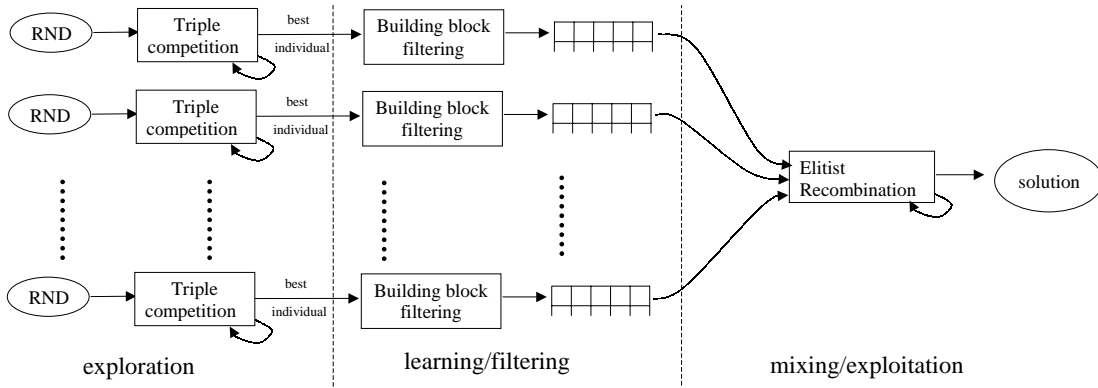 RND
Triple
competition
best
individual
Building block
filtering
RND
Triple
competition
best
individual
Building block
filtering
Elitist
Recombination
solution
RND
Triple
competition
best
individual
Building block
filtering
exploration
learning/filtering
mixing/exploitation